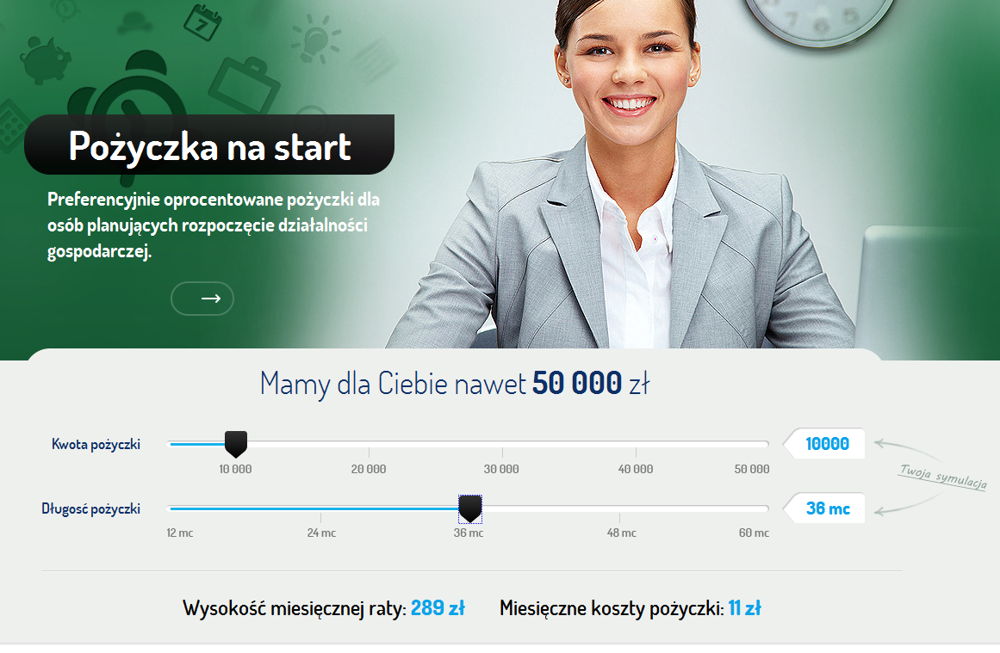 7
Pożyczka na start
Preferencyjnie oprocentowane pożyczki dla
osób planujących rozpoczęcie działalności
gospodarczej.
Mamy dla Ciebie nawet 50 000 zł
Kwota pożyczki
10000
10 000 20 000 30 000 40 000 50 000
Twoja symulacja
Długosć pożyczki
36 mc
12 mc 24 mc 36 mc 48 mc 60 mc
Wysokość miesięcznej raty: 289 zł Miesięczne koszty pożyczki: 11 zł